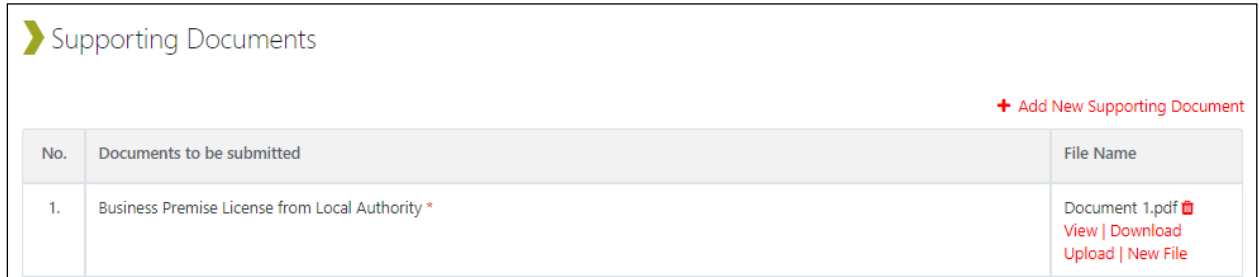 Supporting Documents
+ Add New Supporting Document
No. Documents to be submitted File Name
1. Business Premise License from Local Authority * Document 1.pdf
View | Download
Upload | New File